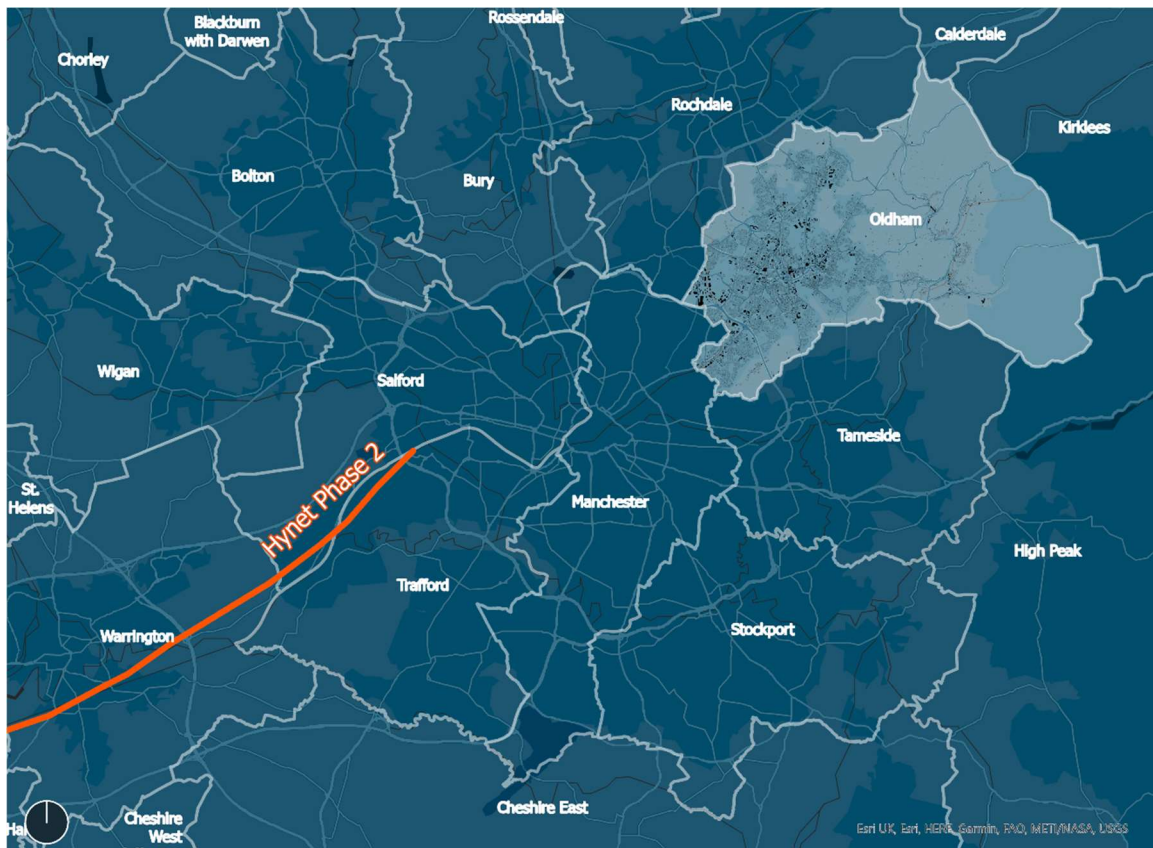 Rossendale
Blackburn
with Darwen
Calderdale
Chorley
Rochdale
Kirklees
Bolton
Bury
Oldham
Wigan
Salford
Tameside
Hynet Phase 2
St.
Helens
Manchester
High Peak
Trafford
Warrington
Stockport
Cheshire East
Cheshire
West
Hal
Esri UK, Esri, HERE, Garmin, FAO, METI/NASA, USGS